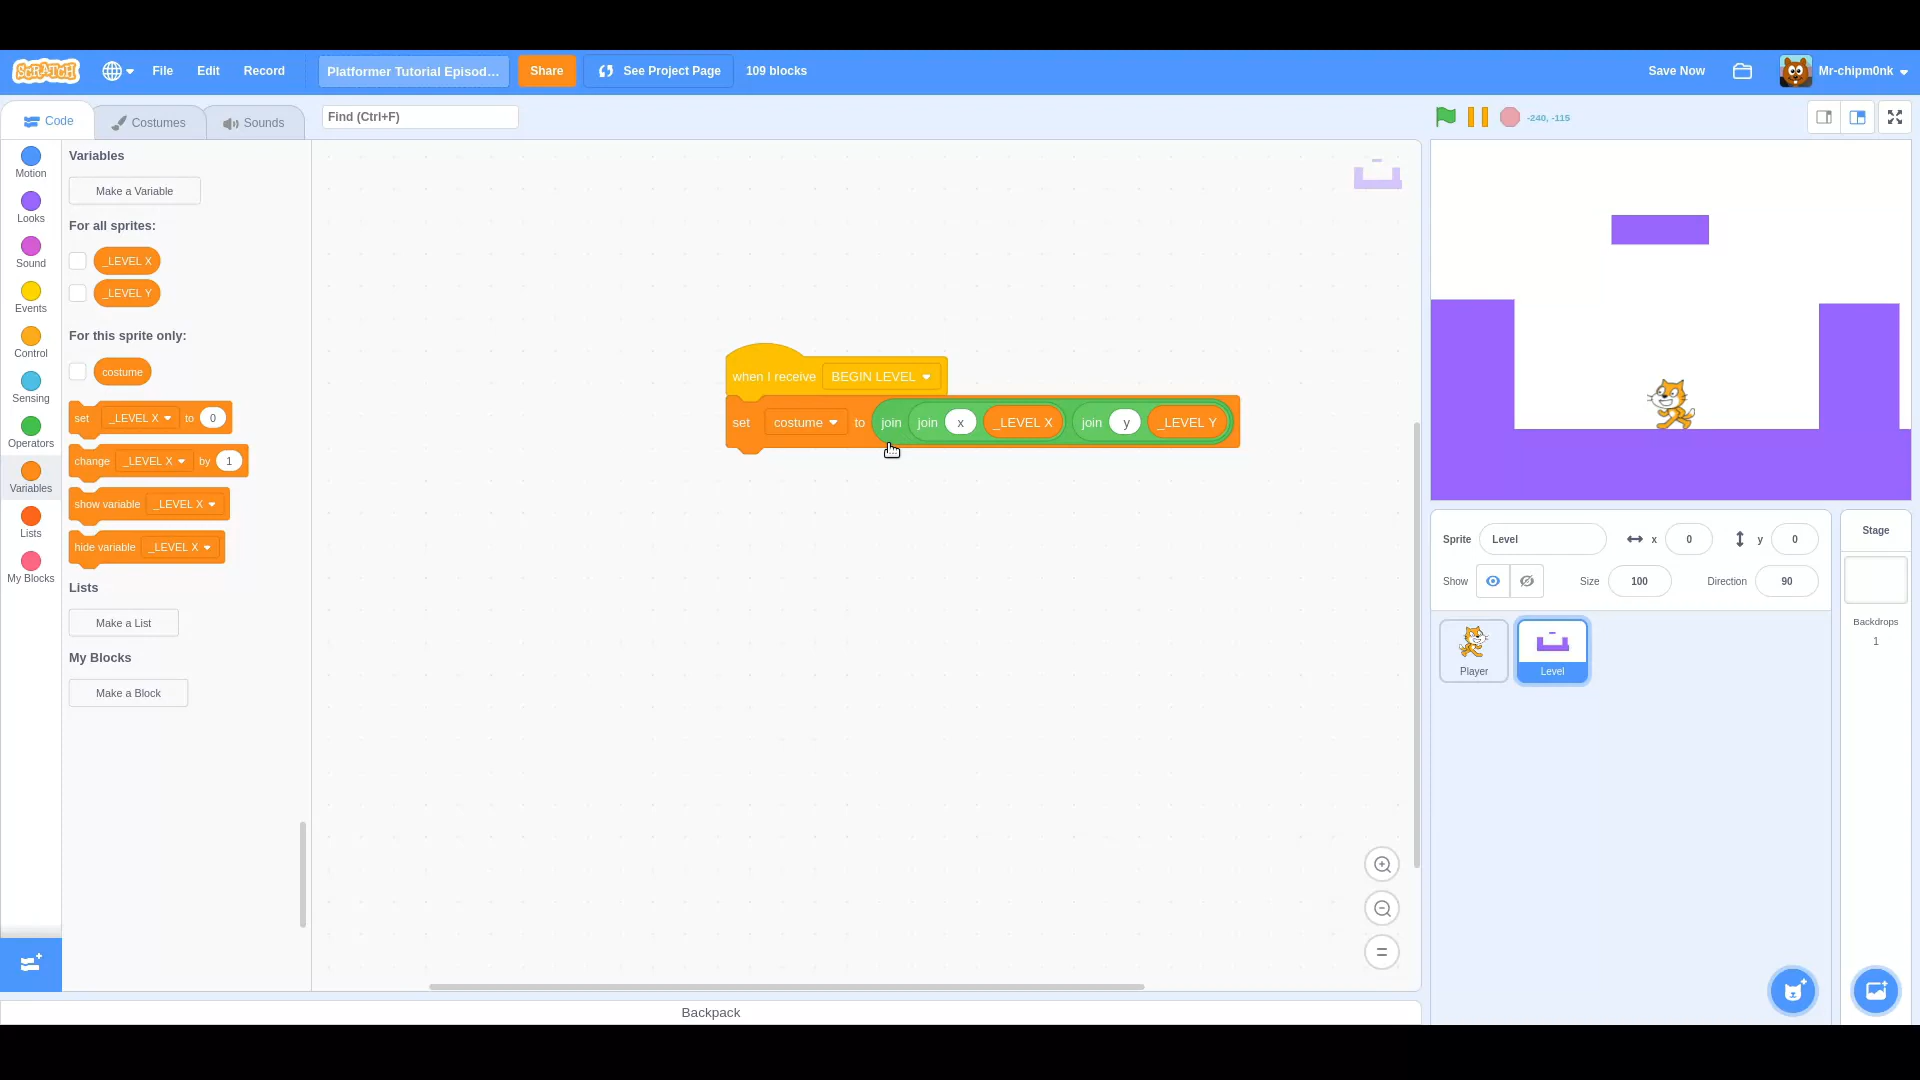 SCRATCH File Edit Record Platformer Tutorial Episod... Share See Project Page 109 blocks Save Now Mr-chipm0nk
Code Costumes Sounds Find (Ctrl+F) -240, -115
Motion
Looks
Sound
Events
Control
Sensing
Operators
Variables
Lists
My Blocks
Variables
Make a Variable
For all sprites:
_LEVEL X
_LEVEL Y
For this sprite only:
costume
set _LEVEL X to 0
change _LEVEL X by 1
show variable _LEVEL X
hide variable _LEVEL X
Lists
Make a List
My Blocks
Make a Block
when I receive BEGIN LEVEL
set costume to join join x _LEVEL X join y _LEVEL Y
Sprite Level x 0 y 0
Show Size 100 Direction 90
Player
Level
Stage
Backdrops
1
Backpack